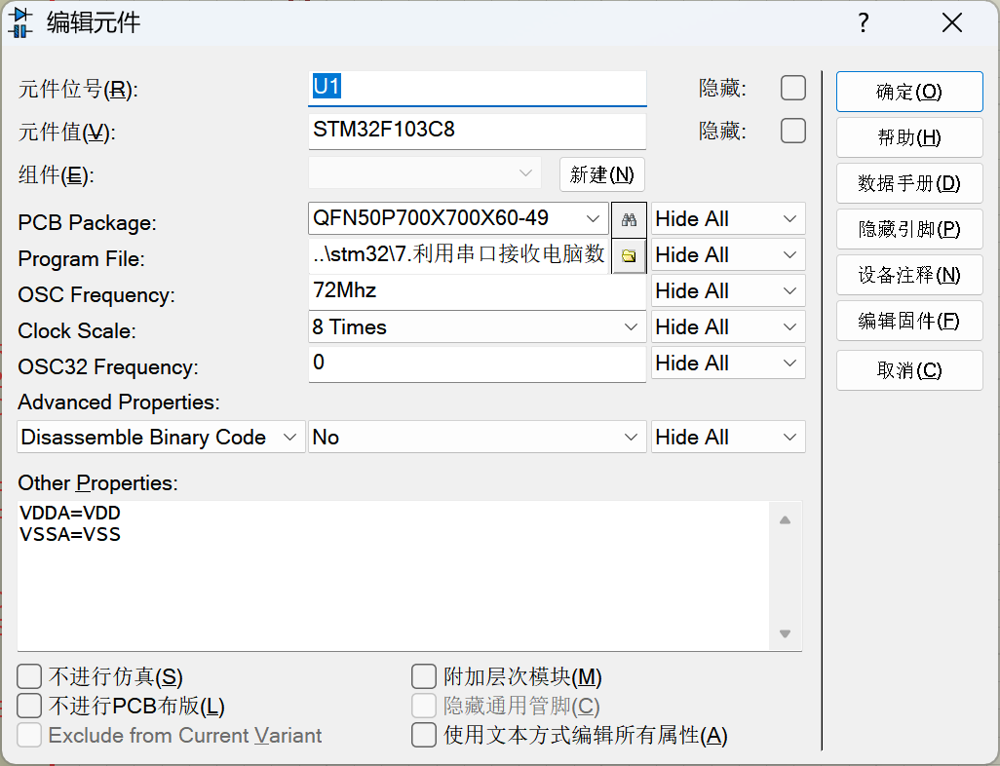 编辑元件 ?
元件位号(R): U1 隐藏: 确定(O)
元件值(V): STM32F103C8 隐藏: 帮助(H)
组件(E): 新建(N) 数据手册(D)
PCB Package: QFN50P700X700X60-49 Hide All 隐藏引脚(P)
Program File: ..\stm32\7.利用串口接收电脑数 Hide All
OSC Frequency: 72Mhz Hide All 设备注释(N)
Clock Scale: 8 Times Hide All 编辑固件(F)
OSC32 Frequency: 0 Hide All 取消(C)
Advanced Properties:
Disassemble Binary Code No Hide All
Other Properties:
VDDA=VDD
VSSA=VSS
不进行仿真(S) 附加层次模块(M)
不进行PCB布版(L) 隐藏通用管脚(C)
Exclude from Current Variant 使用文本方式编辑所有属性(A)